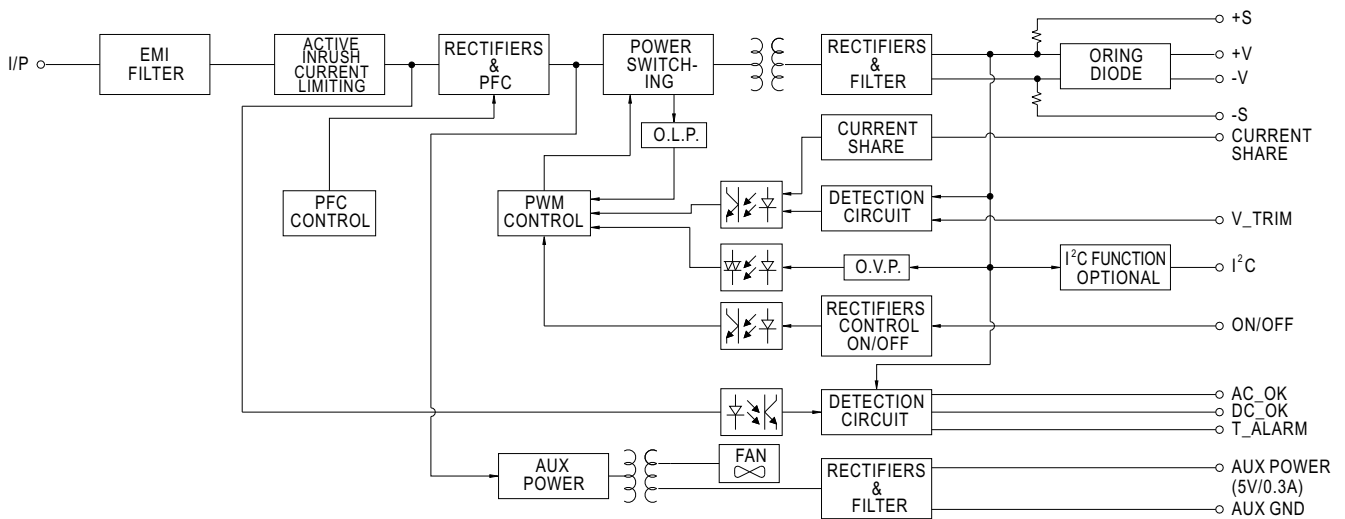 I/P
EMI
FILTER
ACTIVE
INRUSH
CURRENT
LIMITING
RECTIFIERS
&
PFC
POWER
SWITCH-
ING
RECTIFIERS
&
FILTER
ORING
DIODE
+S
+V
-V
-S
O.L.P.
CURRENT
SHARE
CURRENT
SHARE
PFC
CONTROL
PWM
CONTROL
DETECTION
CIRCUIT
V_TRIM
O.V.P.
I²C FUNCTION
OPTIONAL
I²C
RECTIFIERS
CONTROL
ON/OFF
ON/OFF
DETECTION
CIRCUIT
AC_OK
DC_OK
T_ALARM
AUX
POWER
FAN
RECTIFIERS
&
FILTER
AUX POWER
(5V/0.3A)
AUX GND